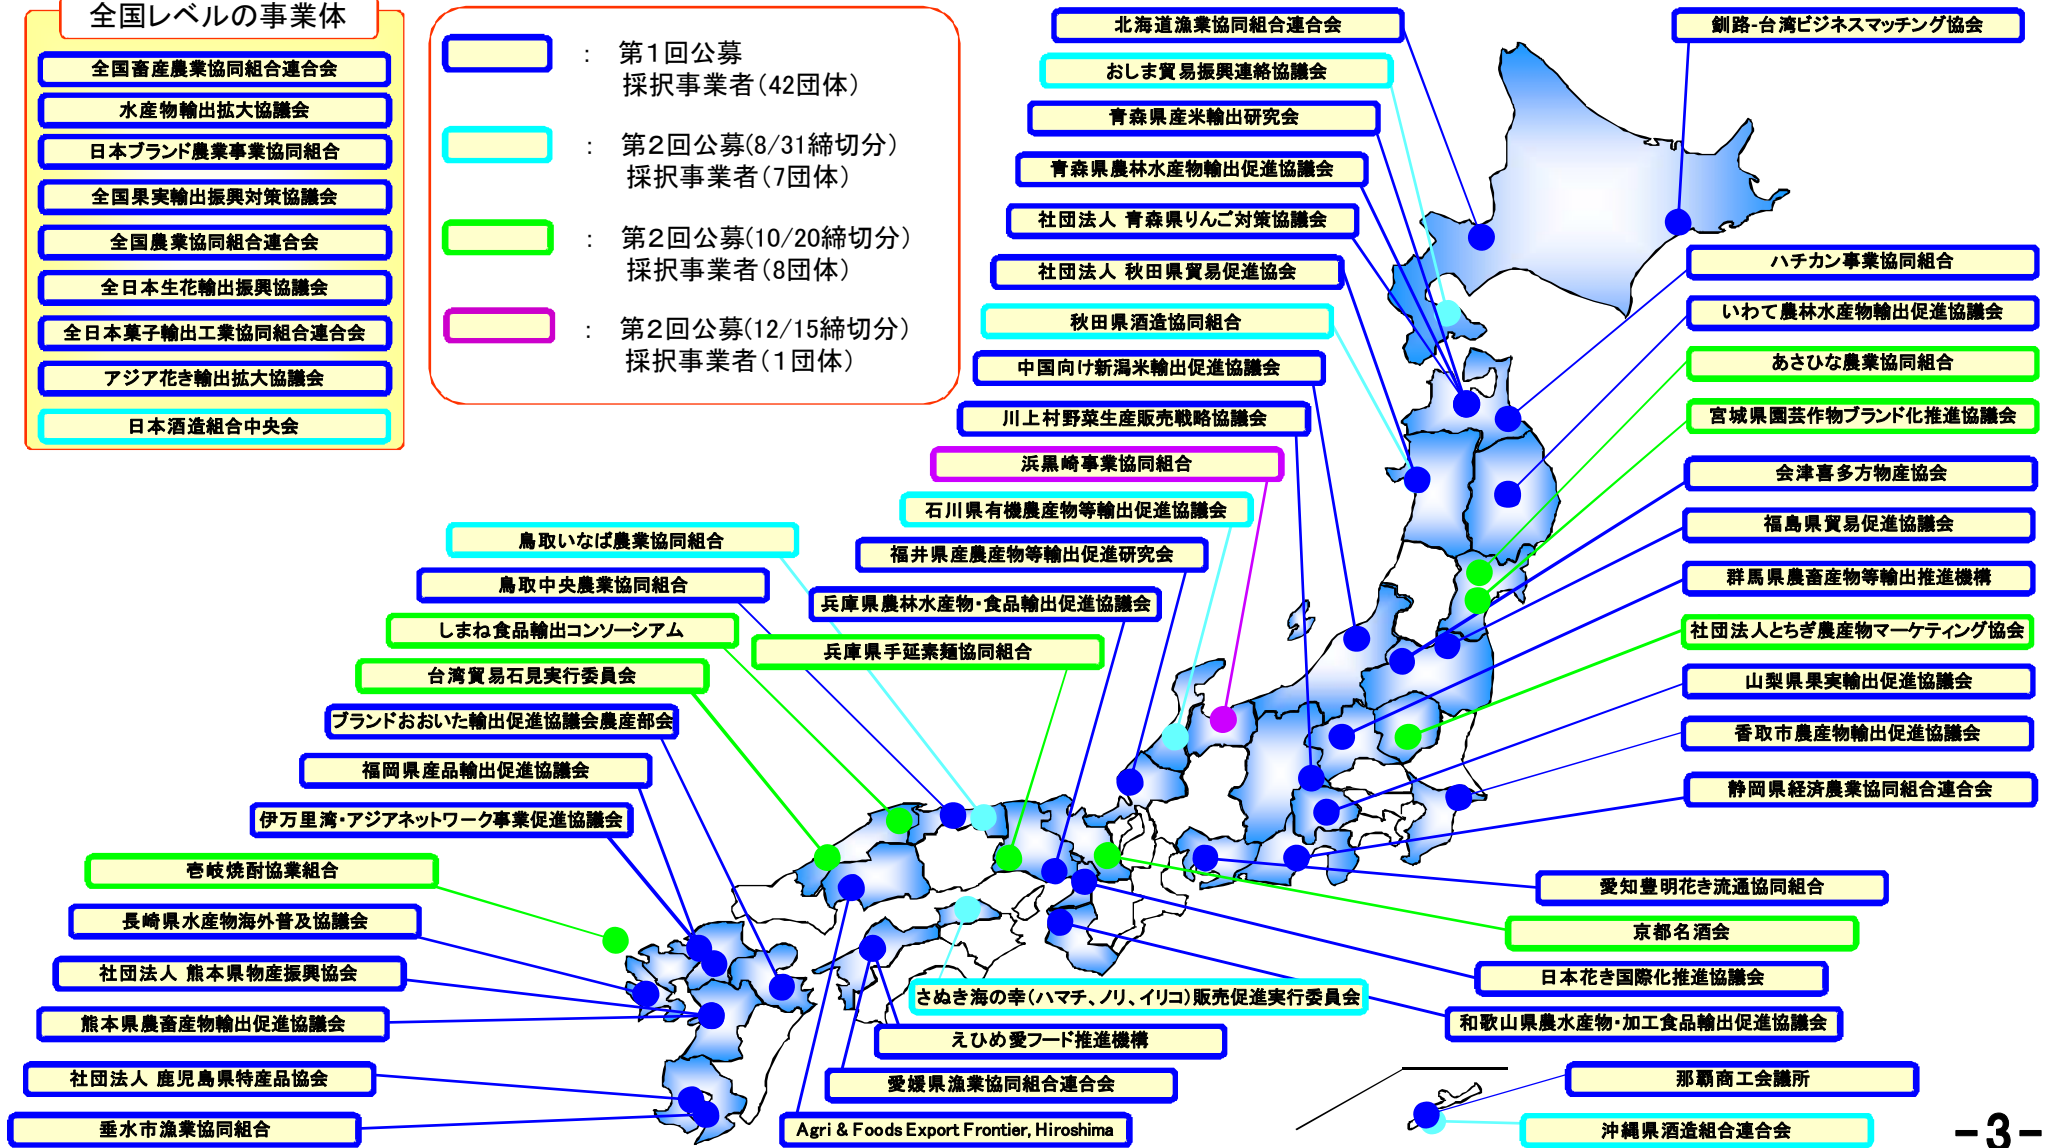 全国レベルの事業体
全国畜産農業協同組合連合会
水産物輸出拡大協議会
日本ブランド農業事業協同組合
全国果実輸出振興対策協議会
全国農業協同組合連合会
全日本生花輸出振興協議会
全日本菓子輸出工業協同組合連合会
アジア花き輸出拡大協議会
日本酒造組合中央会
： 第1回公募
採択事業者(42団体)
： 第2回公募(8/31締切分)
採択事業者(7団体)
： 第2回公募(10/20締切分)
採択事業者(8団体)
： 第2回公募(12/15締切分)
採択事業者(1団体)
北海道漁業協同組合連合会
おしま貿易振興連絡協議会
青森県産米輸出研究会
青森県農林水産物輸出促進協議会
社団法人 青森県りんご対策協議会
社団法人 秋田県貿易促進協会
秋田県酒造協同組合
中国向け新潟米輸出促進協議会
川上村野菜生産販売戦略協議会
浜黒崎事業協同組合
石川県有機農産物等輸出促進協議会
福井県産農産物等輸出促進研究会
兵庫県農林水産物・食品輸出促進協議会
兵庫県手延素麺協同組合
鳥取いなば農業協同組合
鳥取中央農業協同組合
しまね食品輸出コンソーシアム
台湾貿易石見実行委員会
ブランドおおいた輸出促進協議会農産部会
福岡県産品輸出促進協議会
伊万里湾・アジアネットワーク事業促進協議会
壱岐焼酎協業組合
長崎県水産物海外普及協議会
社団法人 熊本県物産振興協会
熊本県農畜産物輸出促進協議会
社団法人 鹿児島県特産品協会
垂水市漁業協同組合
釧路-台湾ビジネスマッチング協会
ハチカン事業協同組合
いわて農林水産物輸出促進協議会
あさひな農業協同組合
宮城県園芸作物ブランド化推進協議会
会津喜多方物産協会
福島県貿易促進協議会
群馬県農畜産物等輸出推進機構
社団法人とちぎ農産物マーケティング協会
山梨県果実輸出促進協議会
香取市農産物輸出促進協議会
静岡県経済農業協同組合連合会
愛知豊明花き流通協同組合
京都名酒会
日本花き国際化推進協議会
さぬき海の幸(ハマチ、ノリ、イリコ)販売促進実行委員会
和歌山県農水産物・加工食品輸出促進協議会
えひめ愛フード推進機構
愛媛県漁業協同組合連合会
Agri & Foods Export Frontier, Hiroshima
那覇商工会議所
沖縄県酒造組合連合会
-3-